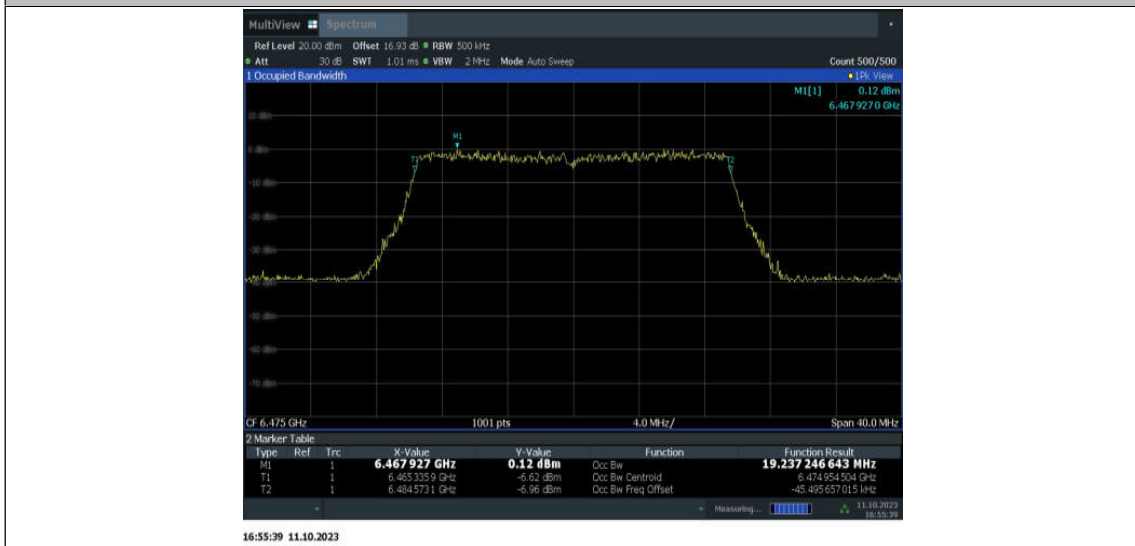 MultiView Spectrum
Ref Level 20.00 dBm Offset 16.93 dB RBW 500 kHz
Att 30 dB SWT 1.01 ms VBW 2 MHz Mode Auto Sweep Count 500/500
1 Occupied Bandwidth 1Pk View
M1[1] 0.12 dBm
6.467 927 0 GHz
10 dBm
M1
0 dBm
T1 T2
-10 dBm
-20 dBm
-30 dBm
-40 dBm
-50 dBm
-60 dBm
-70 dBm
CF 6.475 GHz 1001 pts 4.0 MHz/ Span 40.0 MHz
2 Marker Table
Type Ref Trc X-Value Y-Value Function Function Result
M1 1 6.467 927 GHz 0.12 dBm Occ Bw 19.237 246 643 MHz
T1 1 6.465 335 9 GHz -6.62 dBm Occ Bw Centroid 6.474 954 504 GHz
T2 1 6.484 573 1 GHz -6.96 dBm Occ Bw Freq Offset -45.495 657 015 kHz
Measuring... 11.10.2023
16:55:39
16:55:39 11.10.2023